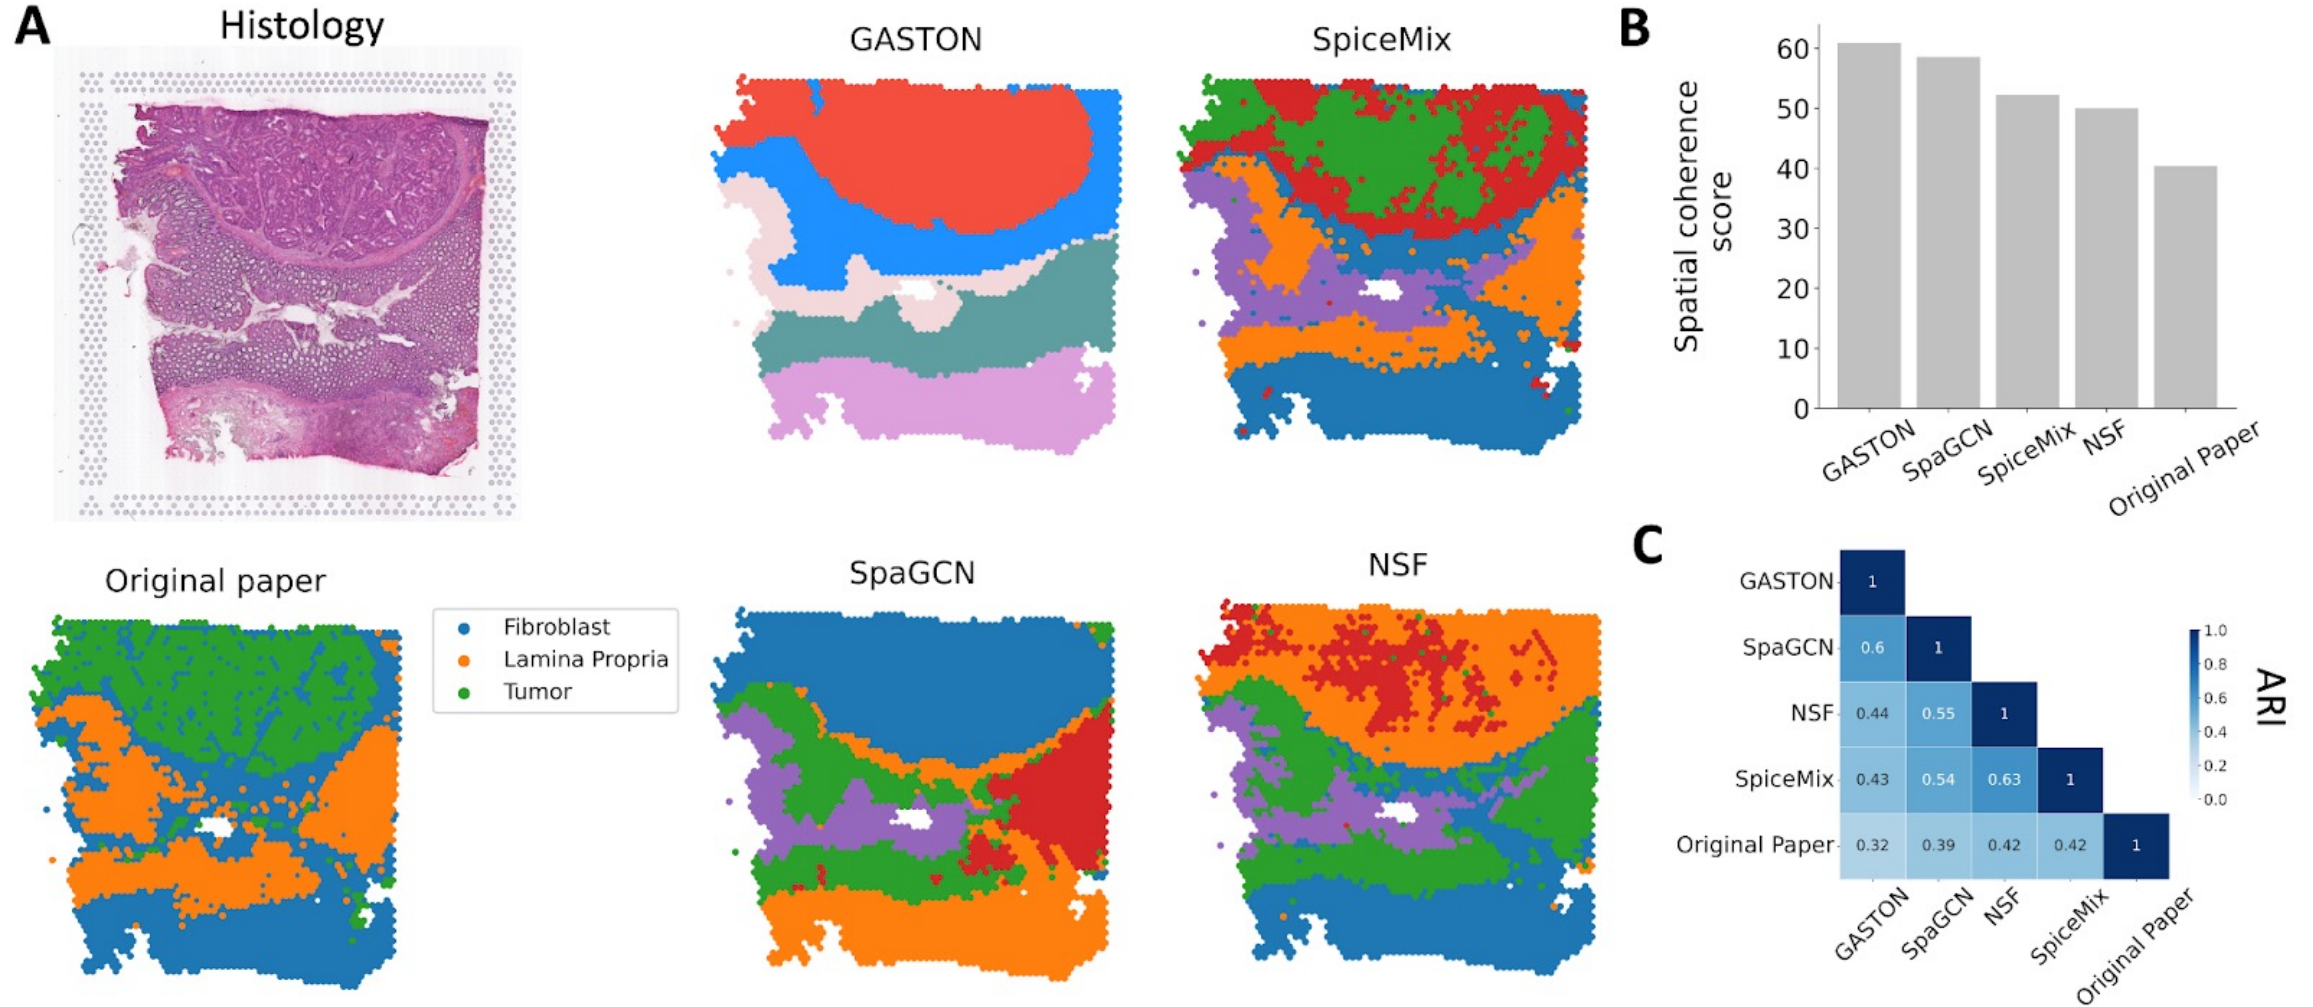 A
Histology
GASTON
SpiceMix
Original paper
Fibroblast
Lamina Propria
Tumor
SpaGCN
NSF
B
Spatial coherence
score
60
50
40
30
20
10
0
GASTON
SpaGCN
SpiceMix
NSF
Original Paper
C
GASTON
1
SpaGCN
0.6
1
NSF
0.44
0.55
1
SpiceMix
0.43
0.54
0.63
1
Original Paper
0.32
0.39
0.42
0.42
1
GASTON
SpaGCN
NSF
SpiceMix
Original Paper
1.0
0.8
0.6
0.4
0.2
0.0
ARI